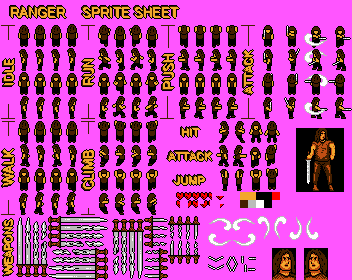 RANGER SPRITE SHEET
IDLE
RUN
PUSH
ATTACK
WALK
CLIMB
HIT
ATTACK
JUMP
WEAPONS